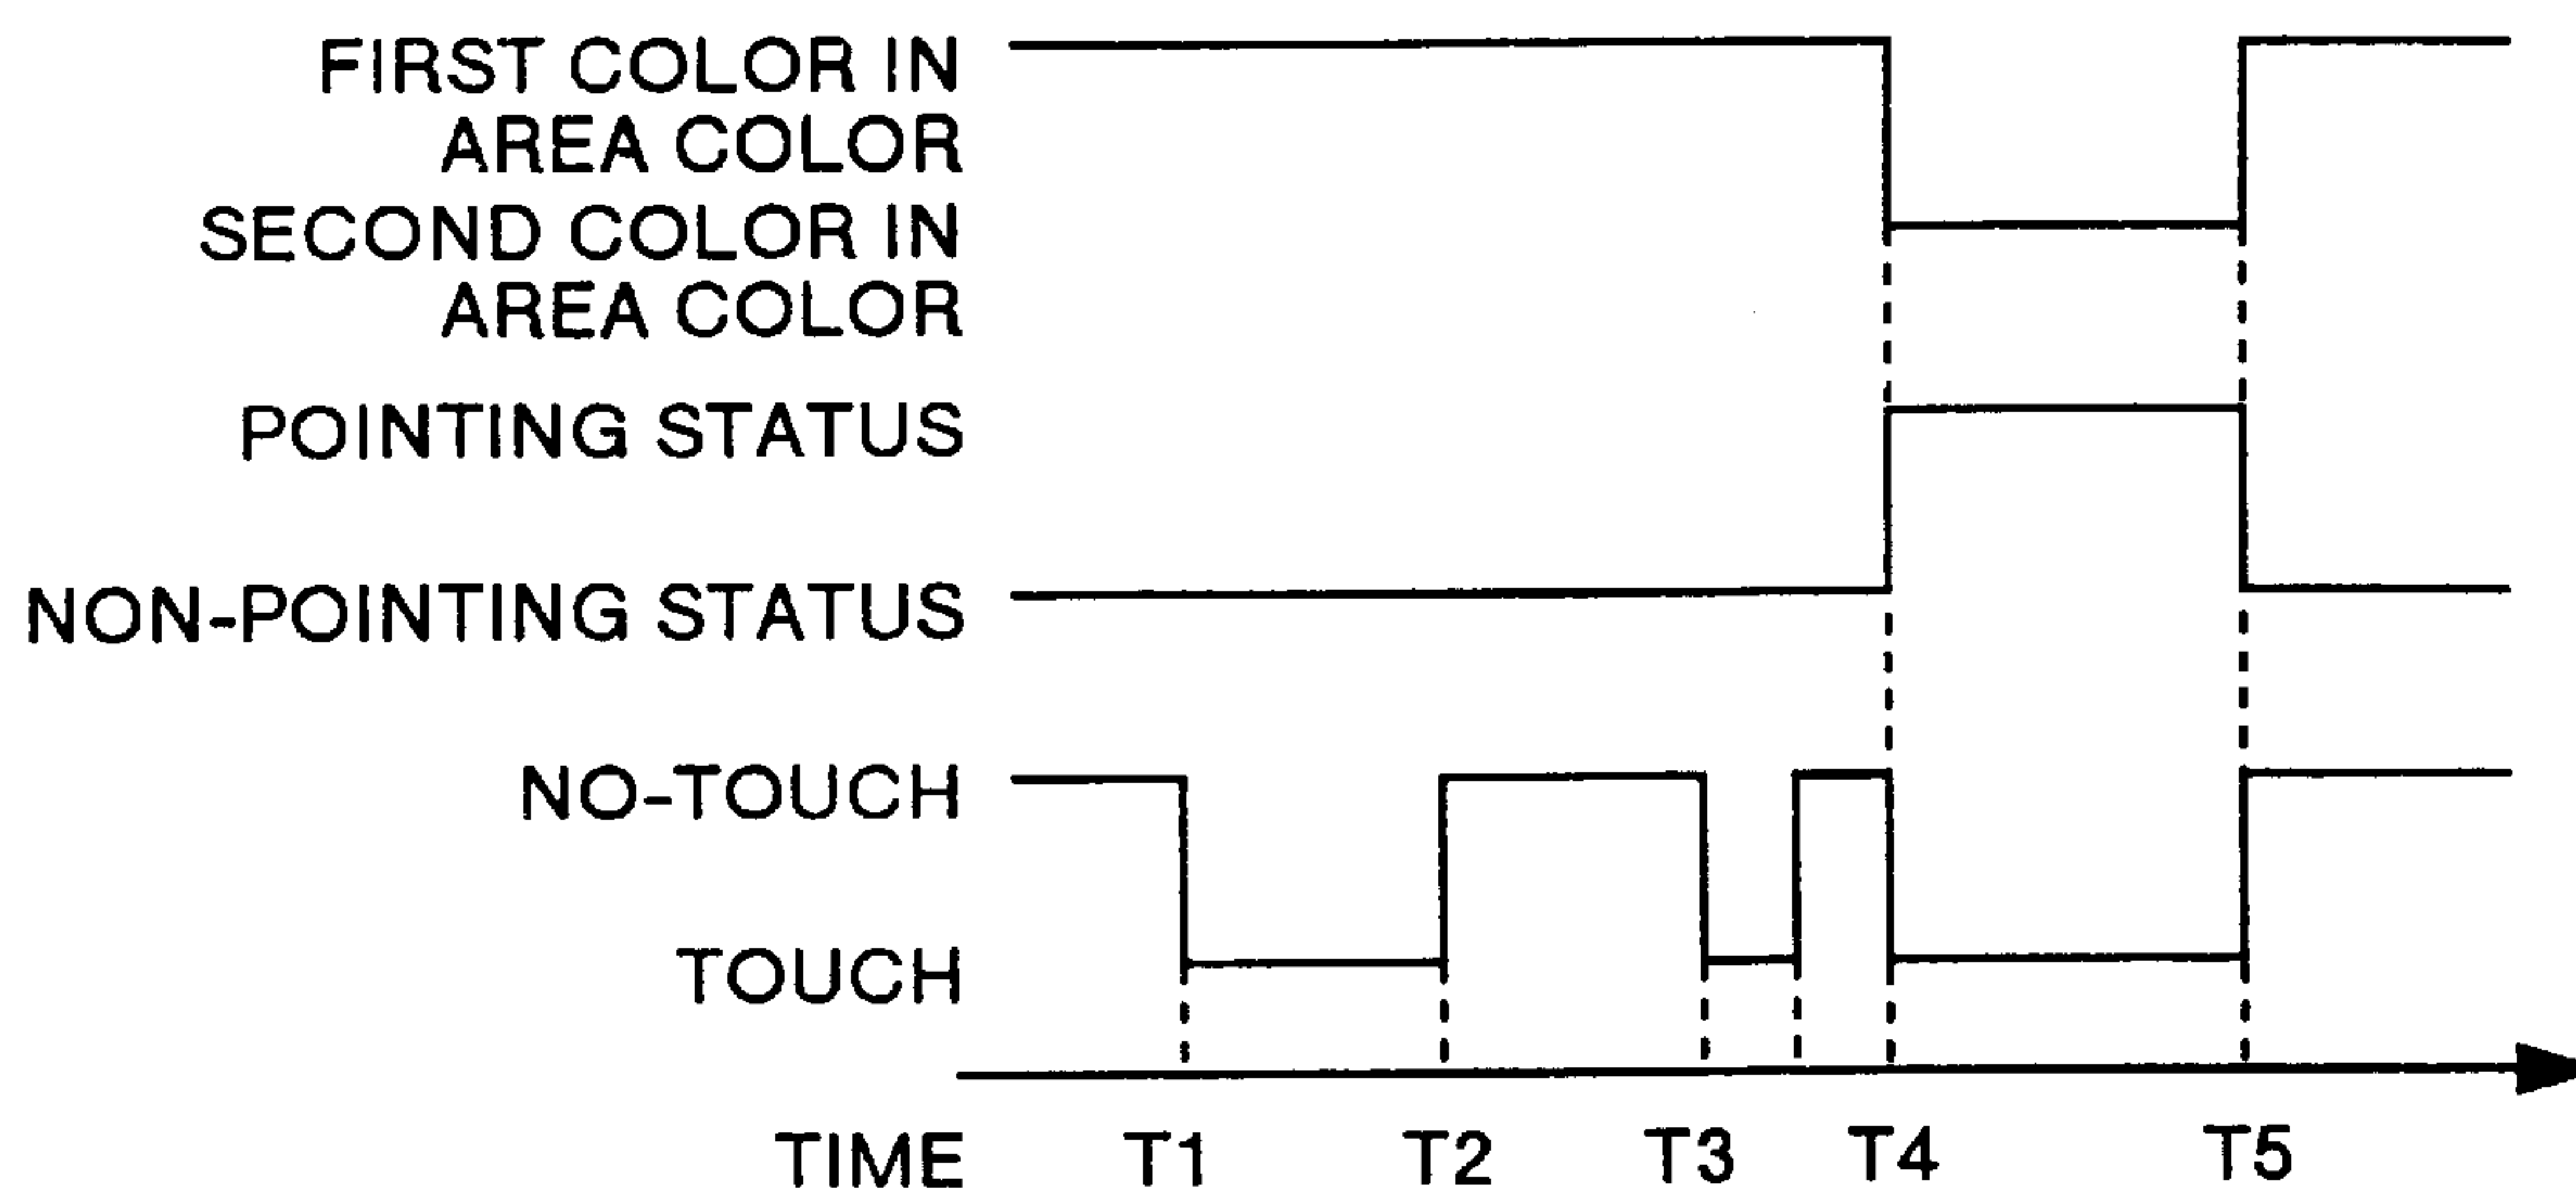 FIRST COLOR IN
AREA COLOR
SECOND COLOR IN
AREA COLOR
POINTING STATUS
NON-POINTING STATUS
NO-TOUCH
TOUCH
TIME T1 T2 T3 T4 T5